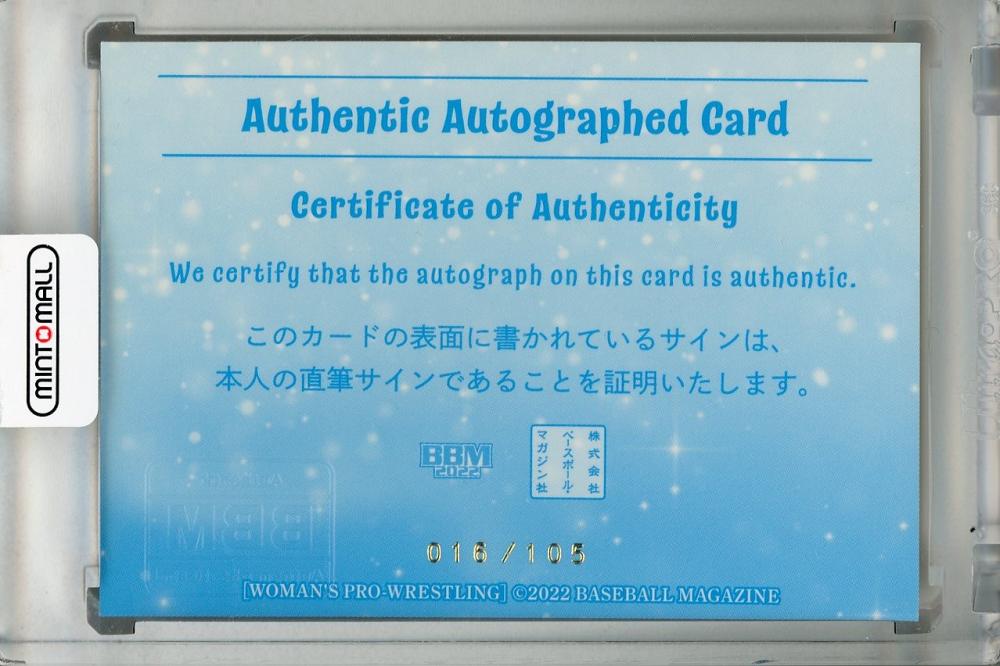 Authentic Autographed Card
Certificate of Authenticity
We certify that the autograph on this card is authentic.
このカードの表面に書かれているサインは、
本人の直筆サインであることを証明いたします。
MINTOMALL
BBM
2022
株式会社
ベースボール・
マガジン社
BBM
016/105
[WOMAN'S PRO-WRESTLING] ©2022 BASEBALL MAGAZINE